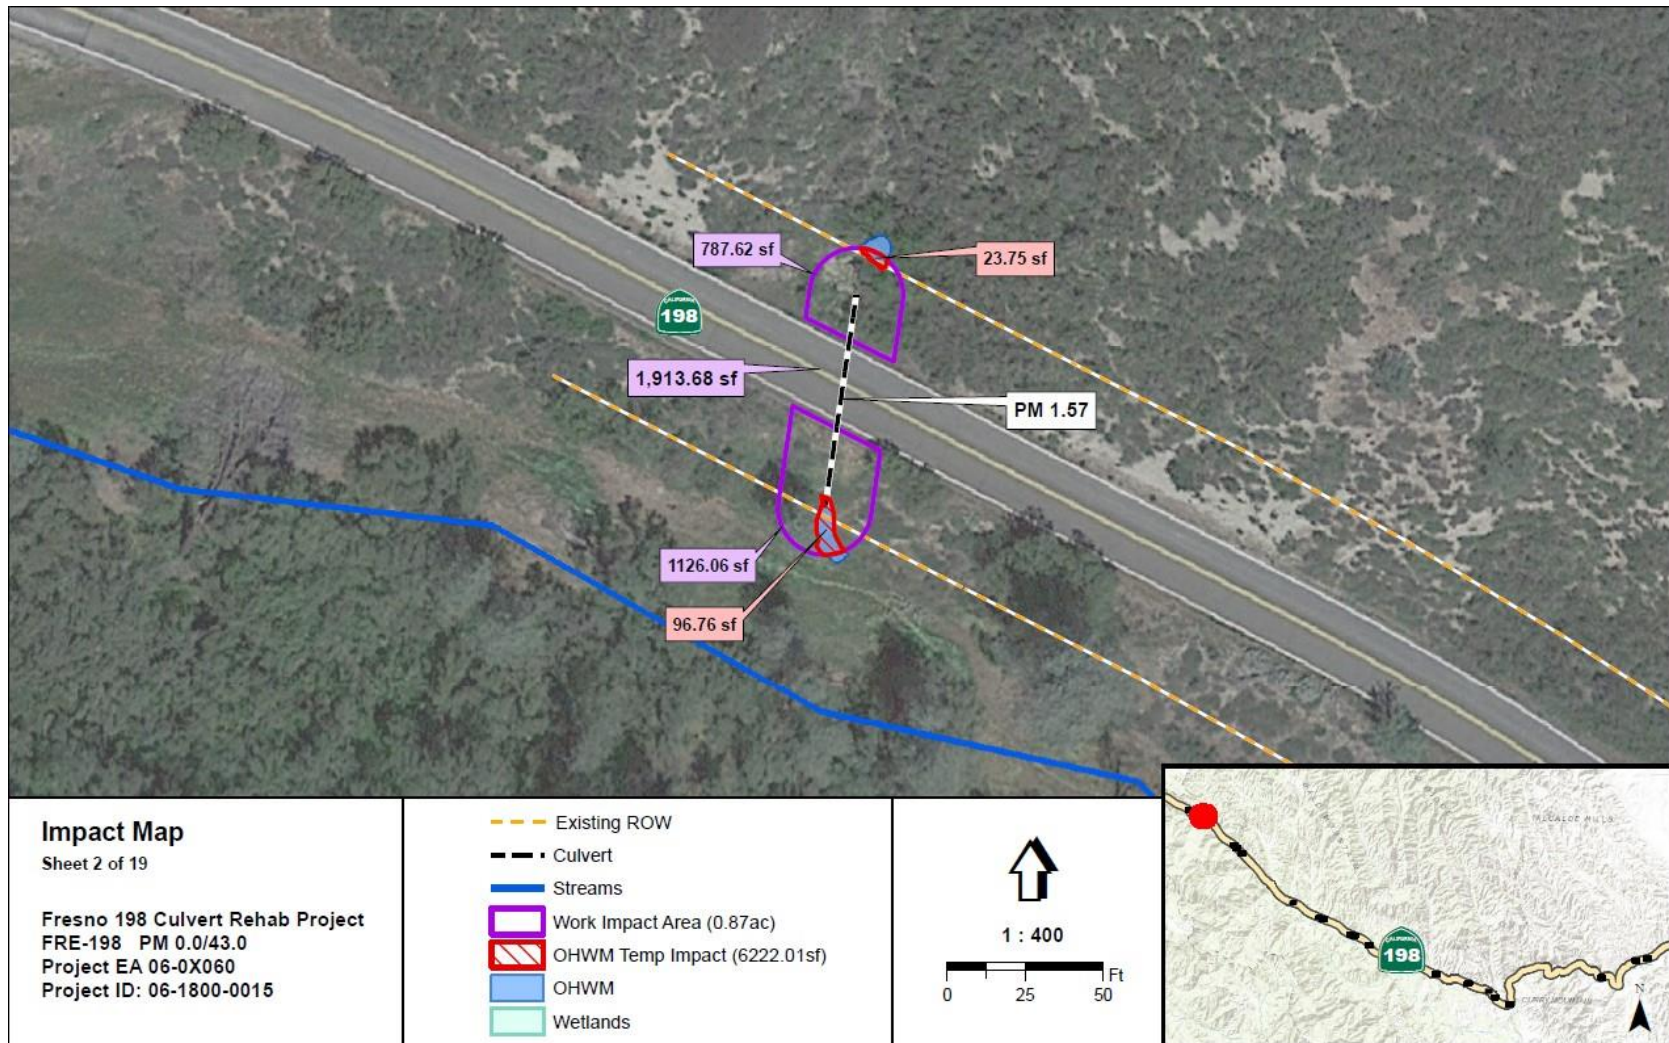 787.62 sf
23.75 sf
CALIFORNIA
198
1,913.68 sf
PM 1.57
1126.06 sf
96.76 sf
Impact Map
Sheet 2 of 19
Fresno 198 Culvert Rehab Project
FRE-198 PM 0.0/43.0
Project EA 06-0X060
Project ID: 06-1800-0015
Existing ROW
Culvert
Streams
Work Impact Area (0.87ac)
OHWM Temp Impact (6222.01sf)
OHWM
Wetlands
1 : 400
Ft
0 25 50
CALIFORNIA
198
N